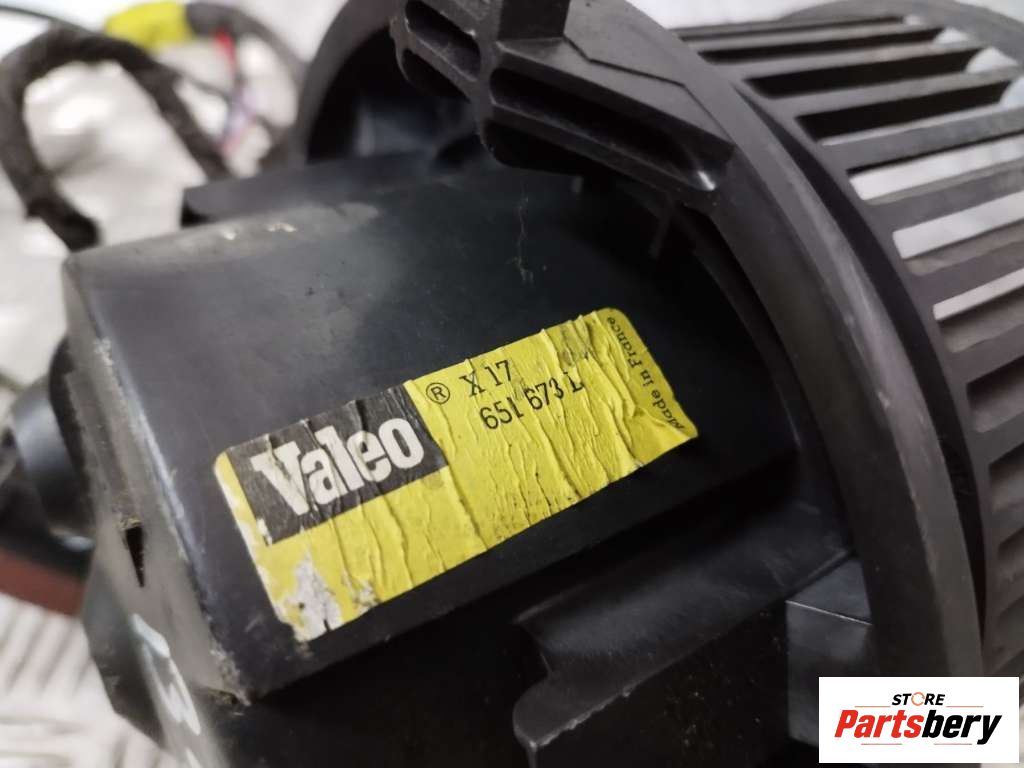 Valeo ® X 17
651 673 L
Made in France
STORE
Partsbery